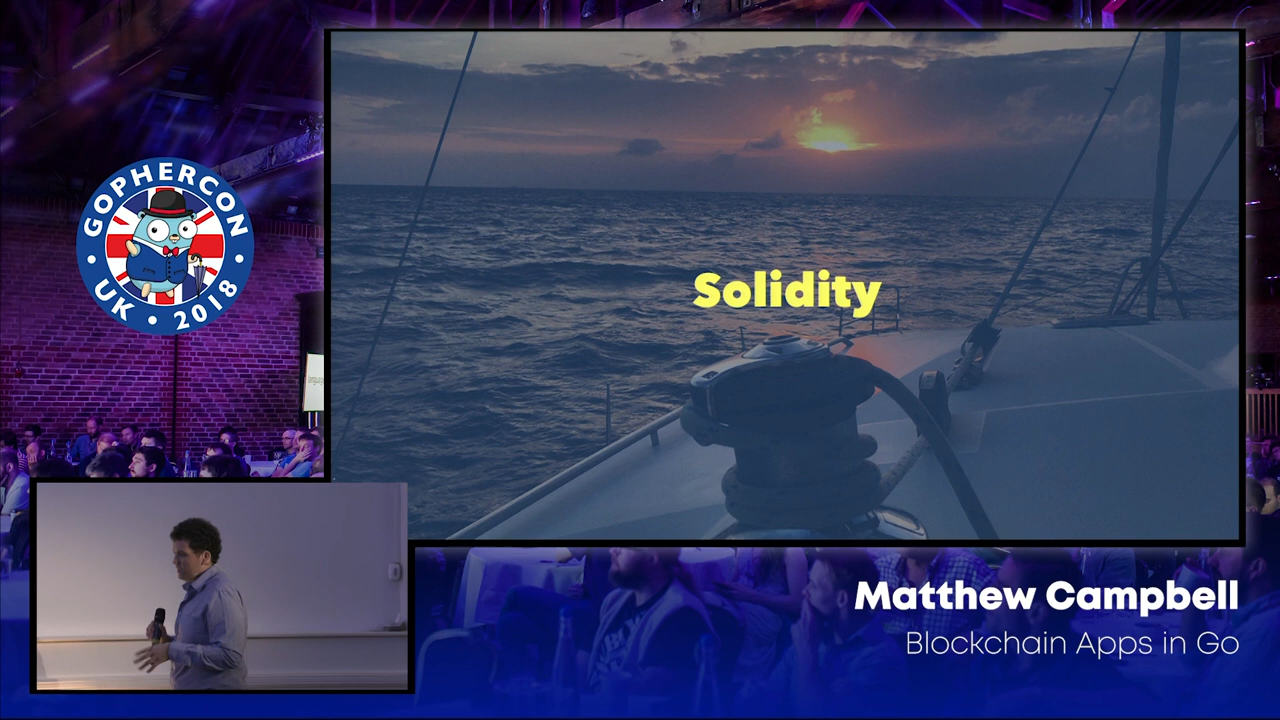 GOPHERCON
UK • 2018
Solidity
Matthew Campbell
Blockchain Apps in Go